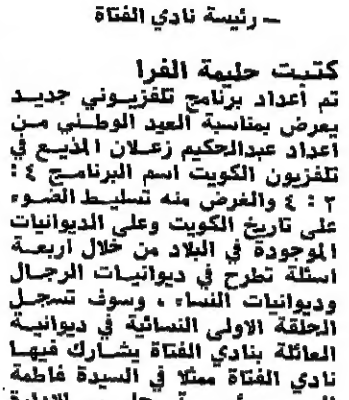 — رئيسة نادي الفتاة
كتبت حليمة الفرا
تم أعداد برنامج تلفزيوني جديد
يعرض بمناسبة العيد الوطني من
اعداد عبدالحكيم زعلان المذيع في
تلفزيون الكويت اسم البرنامج ٤ :
٢ : ٤ والغرض منه تسليط الضوء
على تاريخ الكويت وعلى الديوانيات
الموجودة في البلاد من خلال اربعة
اسئلة تطرح في ديوانيات الرجال
وديوانيات النساء ، وسوف تسجل
الحلقة الاولى النسائية في ديوانية
العائلة بنادي الفتاة يشارك فيها
نادي الفتاة ممثلا في السيدة فاطمة